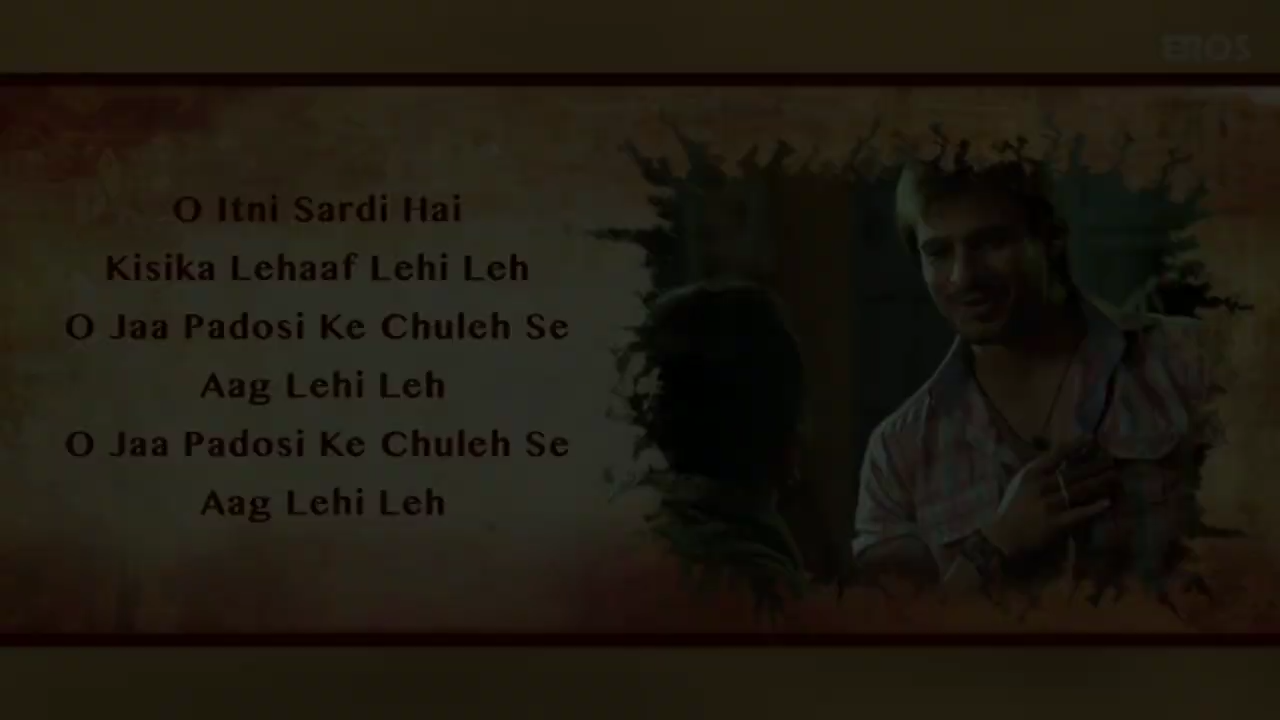 EROS
O Itni Sardi Hai
Kisika Lehaaf Lehi Leh
O Jaa Padosi Ke Chuleh Se
Aag Lehi Leh
O Jaa Padosi Ke Chuleh Se
Aag Lehi Leh